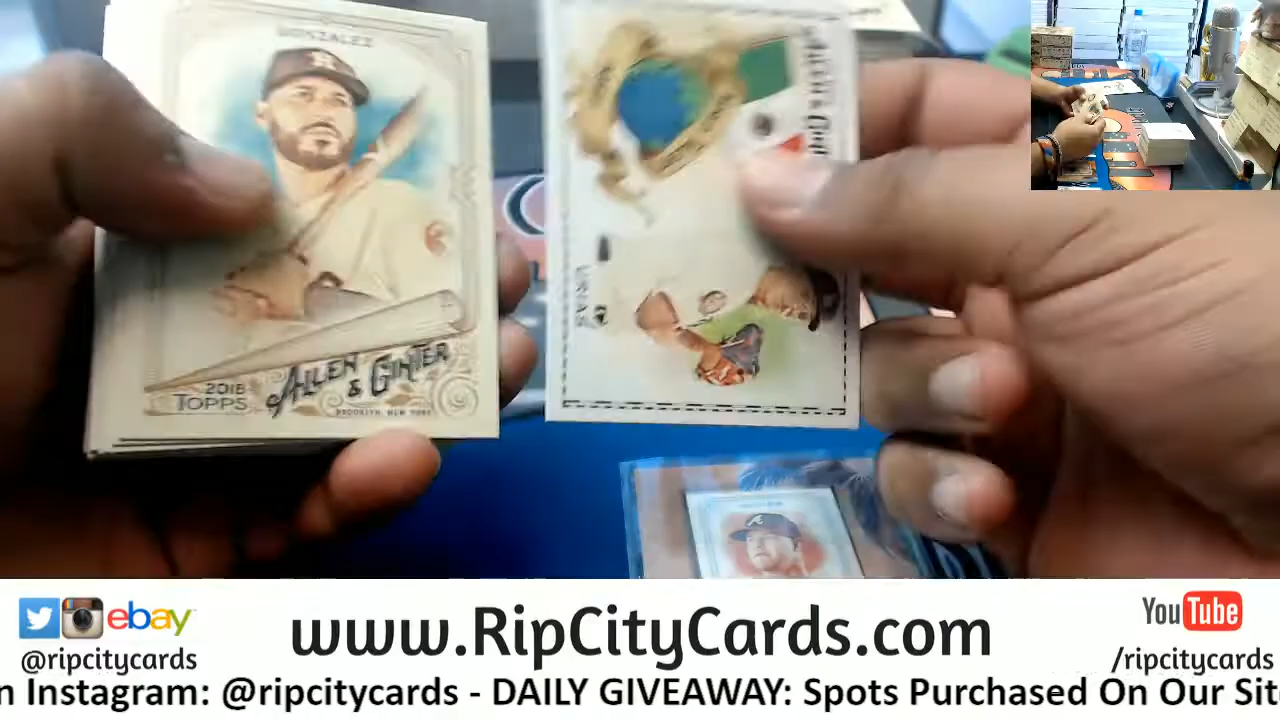 GONZALEZ
2018
TOPPS
ALLEN
& GINTER
BROOKLYN, NEW YORK
ebay
@ripcitycards
www.RipCityCards.com
YouTube
/ripcitycards
n Instagram: @ripcitycards - DAILY GIVEAWAY: Spots Purchased On Our Sit